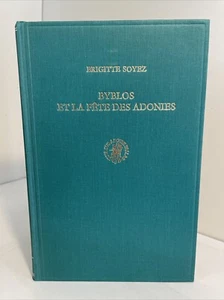 BRIGITTE SOYEZ
BYBLOS
ET LA FÊTE DES ADONIES